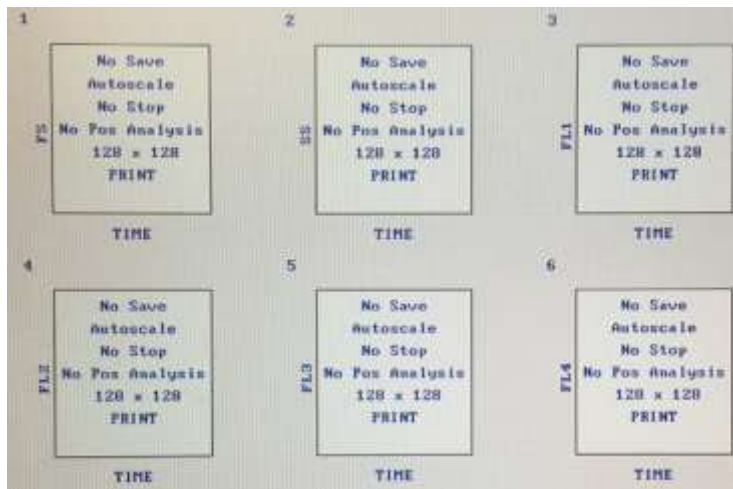 1
No Save
Autoscale
No Stop
No Pos Analysis
128 x 128
PRINT
FS
TIME
2
No Save
Autoscale
No Stop
No Pos Analysis
128 x 128
PRINT
SS
TIME
3
No Save
Autoscale
No Stop
No Pos Analysis
128 x 128
PRINT
FL1
TIME
4
No Save
Autoscale
No Stop
No Pos Analysis
128 x 128
PRINT
FL2
TIME
5
No Save
Autoscale
No Stop
No Pos Analysis
128 x 128
PRINT
FL3
TIME
6
No Save
Autoscale
No Stop
No Pos Analysis
128 x 128
PRINT
FL4
TIME